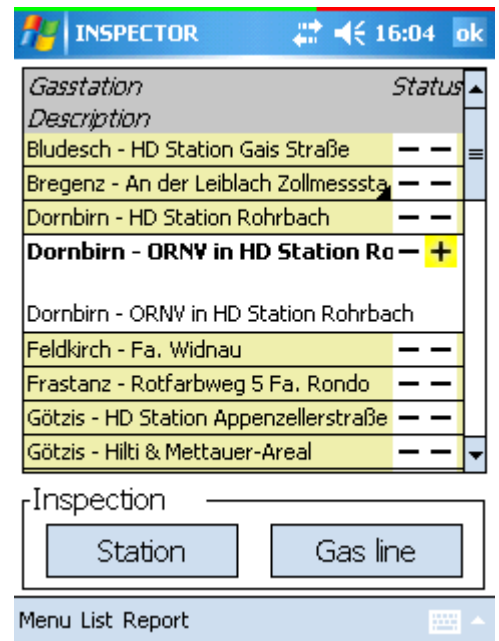 INSPECTOR 16:04 ok
Gasstation Status
Description
Bludesch - HD Station Gais Straße — —
Bregenz - An der Leiblach Zollmesssta — —
Dornbirn - HD Station Rohrbach — —
Dornbirn - ORNV in HD Station Ro — +
Dornbirn - ORNV in HD Station Rohrbach
Feldkirch - Fa. Widnau — —
Frastanz - Rotfarbweg 5 Fa. Rondo — —
Götzis - HD Station Appenzellerstraße — —
Götzis - Hilti & Mettauer-Areal — —
Inspection
Station Gas line
Menu List Report